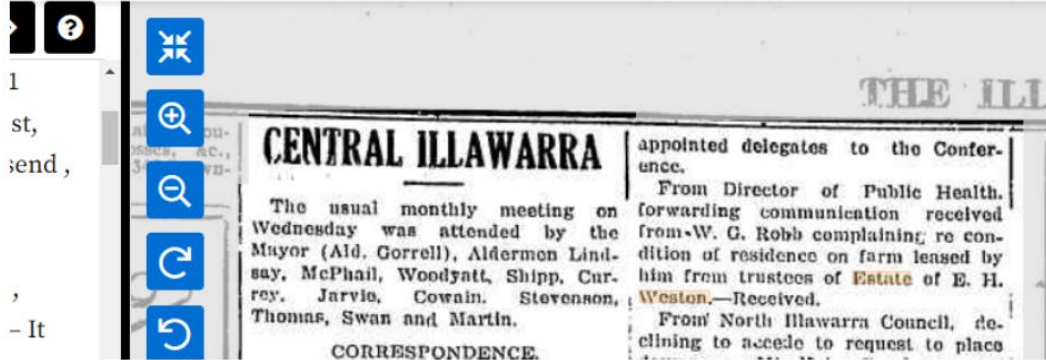 1
st,
send ,
,
– It
THE ILL
CENTRAL ILLAWARRA
The usual monthly meeting on
Wednesday was attended by the
Mayor (Ald. Gorrell), Aldermen Lind-
say, McPhail, Woodyatt, Shipp, Cur-
rey, Jarvie, Cowain, Stevenson,
Thomas, Swan and Martin.
CORRESPONDENCE.
appointed delegates to the Confer-
ence.
From Director of Public Health,
forwarding communication received
from W. G. Robb complaining re con-
dition of residence on farm leased by
him from trustees of Estate of E. H.
Weston.—Received.
From North Illawarra Council, de-
clining to accede to request to place